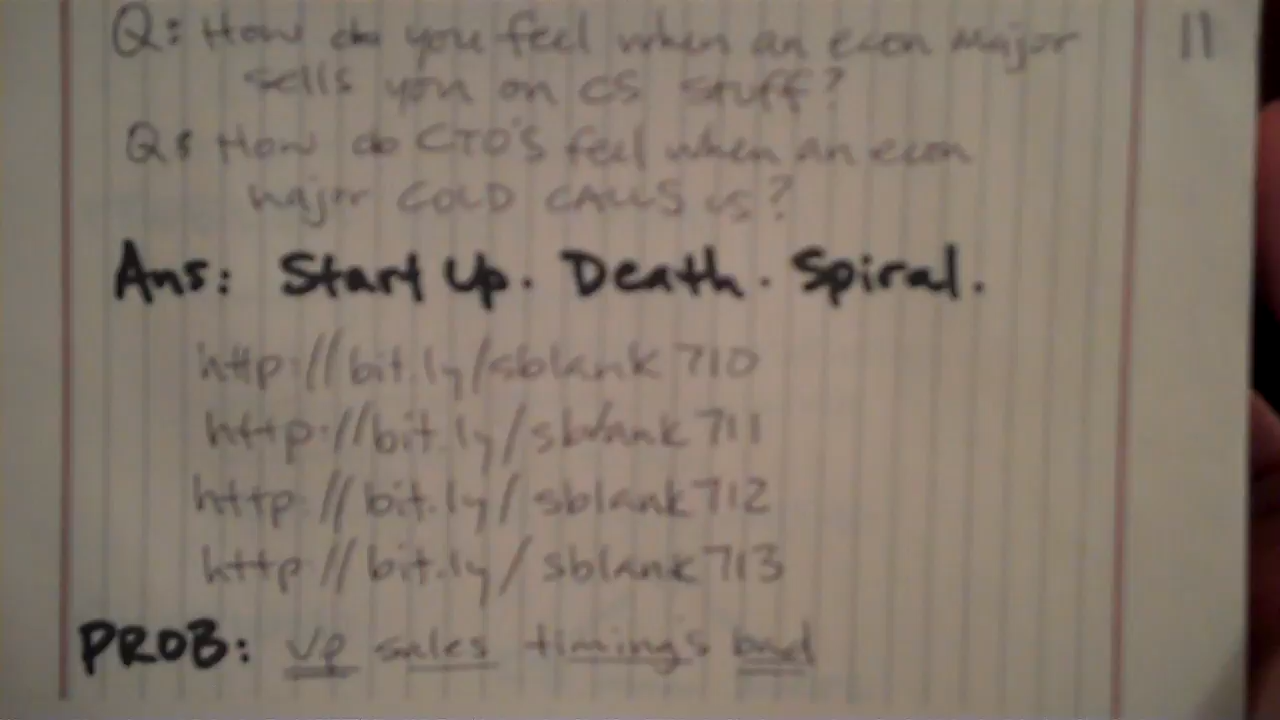 Q: How do you feel when an econ major 11
sells you on CS stuff?
Q: How do CTO'S feel when an econ
major COLD CALLS us?
Ans: Start Up. Death. Spiral.
http://bit.ly/sblank710
http://bit.ly/sblank711
http://bit.ly/sblank712
http://bit.ly/sblank713
PROB: VP sales timing's bad